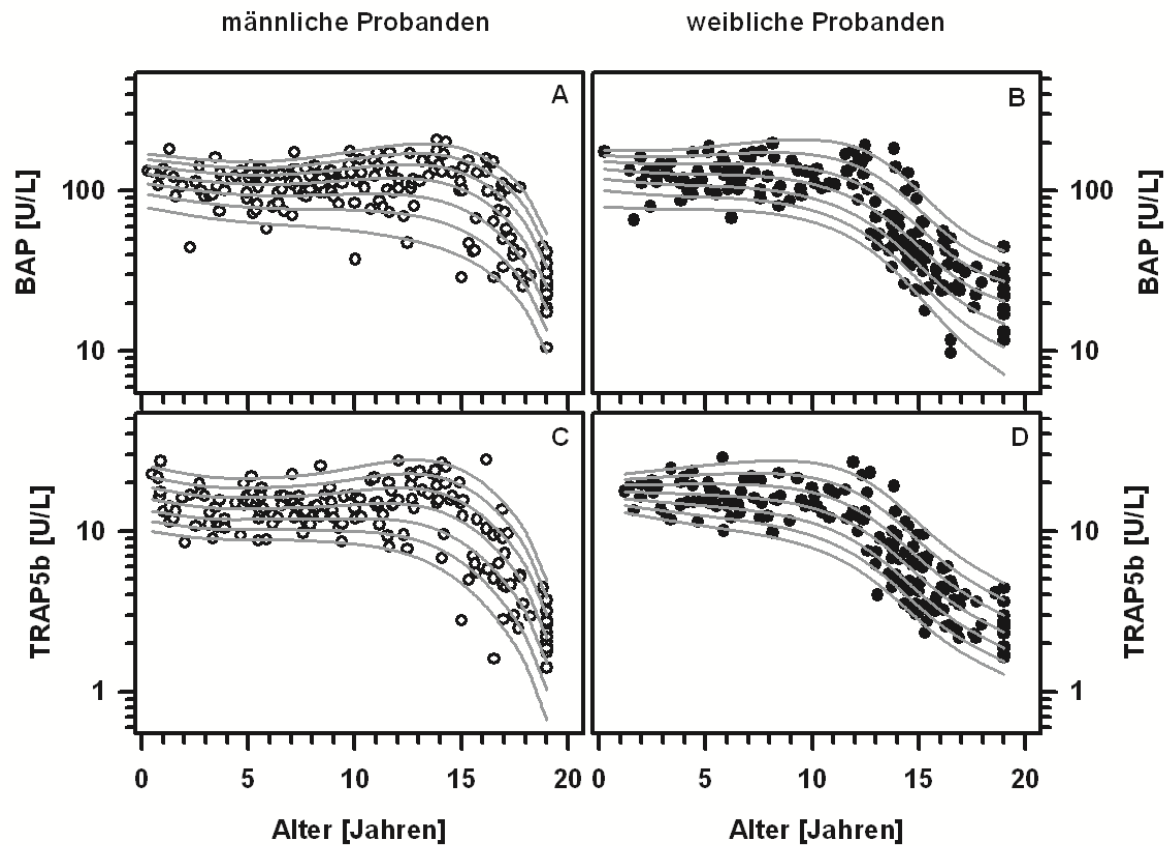 männliche Probanden weibliche Probanden
A
B
BAP [U/L]
100
10
100
10
BAP [U/L]
C
D
TRAP5b [U/L]
10
1
10
1
TRAP5b [U/L]
0 5 10 15 20 0 5 10 15 20
Alter [Jahren] Alter [Jahren]